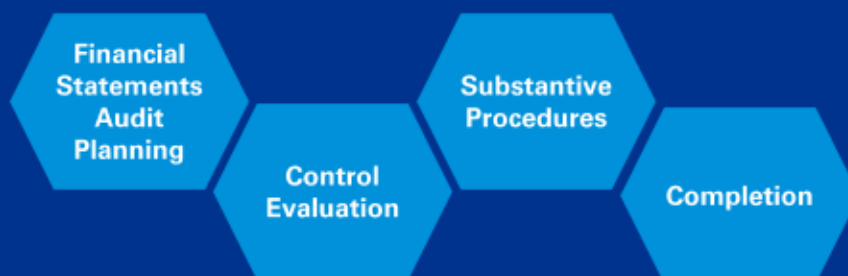 Financial
Statements
Audit
Planning
Control
Evaluation
Substantive
Procedures
Completion